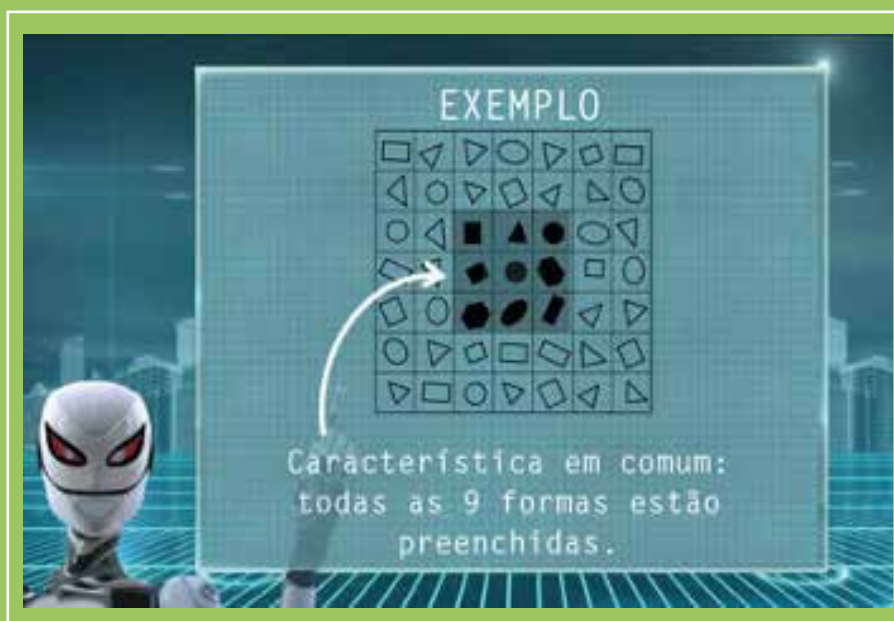 EXEMPLO
Característica em comum:
todas as 9 formas estão
preenchidas.